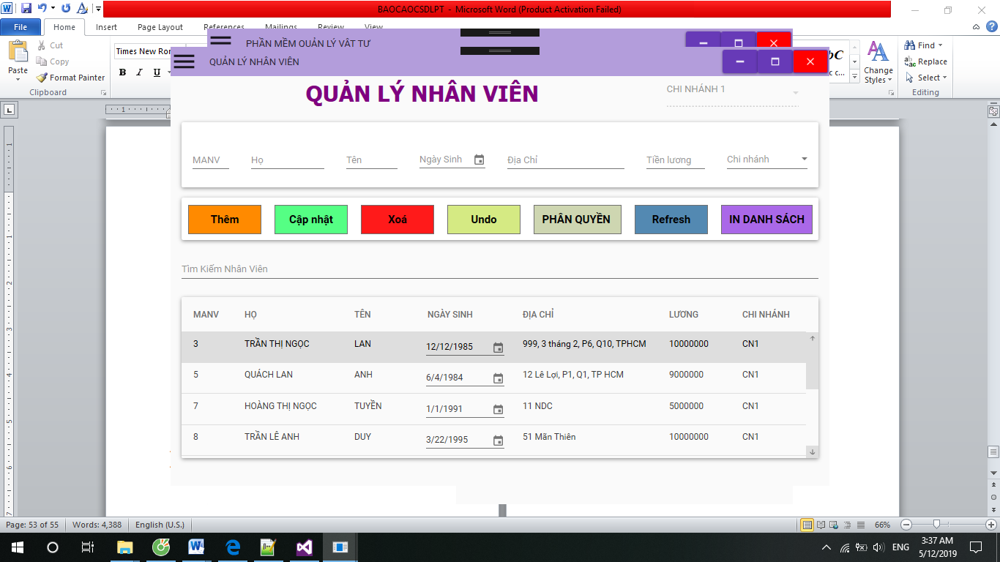 BAOCAOCSDLPT - Microsoft Word (Product Activation Failed)
File Home Insert Page Layout References Mailings Review View
Paste
Cut
Copy
Format Painter
Clipboard
Times New Ror
B I U
PHẦN MỀM QUẢN LÝ VẬT TƯ
QUẢN LÝ NHÂN VIÊN
Change Styles
Find
Replace
Select
Editing
QUẢN LÝ NHÂN VIÊN
CHI NHÁNH 1
MANV Họ Tên Ngày Sinh Địa Chỉ Tiền lương Chi nhánh
Thêm Cập nhật Xoá Undo PHÂN QUYỀN Refresh IN DANH SÁCH
Tìm Kiếm Nhân Viên
MANV HỌ TÊN NGÀY SINH ĐỊA CHỈ LƯƠNG CHI NHÁNH
3 TRẦN THỊ NGỌC LAN 12/12/1985 999, 3 tháng 2, P6, Q10, TPHCM 10000000 CN1
5 QUÁCH LAN ANH 6/4/1984 12 Lê Lợi, P1, Q1, TP HCM 9000000 CN1
7 HOÀNG THỊ NGỌC TUYỀN 1/1/1991 11 NDC 5000000 CN1
8 TRẦN LÊ ANH DUY 3/22/1995 51 Mãn Thiên 10000000 CN1
Page: 53 of 55 Words: 4,388 English (U.S.) 66%
ENG 3:37 AM
5/12/2019